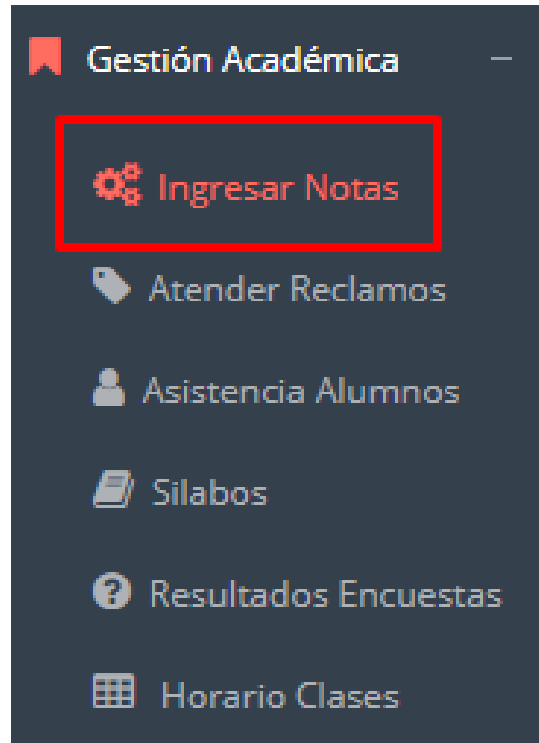 Gestión Académica
Ingresar Notas
Atender Reclamos
Asistencia Alumnos
Silabos
Resultados Encuestas
Horario Clases